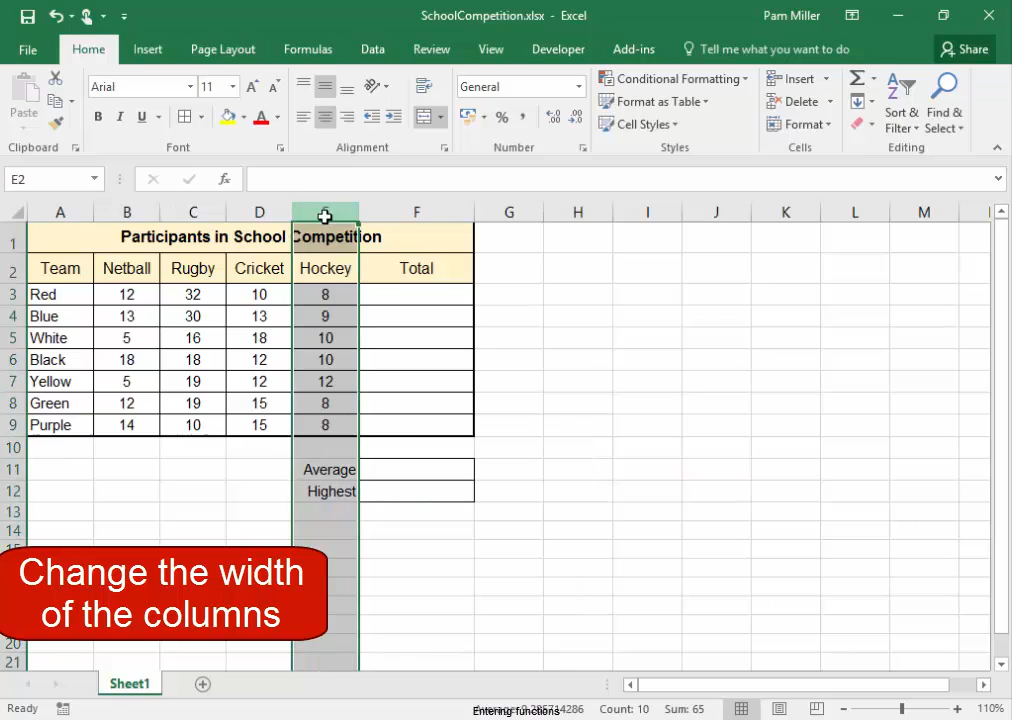 SchoolCompetition.xlsx - Excel
Pam Miller
File Home Insert Page Layout Formulas Data Review View Developer Add-ins Tell me what you want to do Share
Paste
Clipboard
Arial 11
B I U
Font
Alignment
General
% ,
Number
Conditional Formatting
Format as Table
Cell Styles
Styles
Insert
Delete
Format
Cells
Sort & Filter
Find & Select
Editing
E2
fx
A B C D F G H I J K L M
1 Participants in School Competition
2 Team Netball Rugby Cricket Hockey Total
3 Red 12 32 10 8
4 Blue 13 30 13 9
5 White 5 16 18 10
6 Black 18 18 12 10
7 Yellow 5 19 12 12
8 Green 12 19 15 8
9 Purple 14 10 15 8
10
11 Average
12 Highest
13
14
Change the width
of the columns
20
21
Sheet1
Ready
Entering functions
Count: 10 Sum: 65
110%